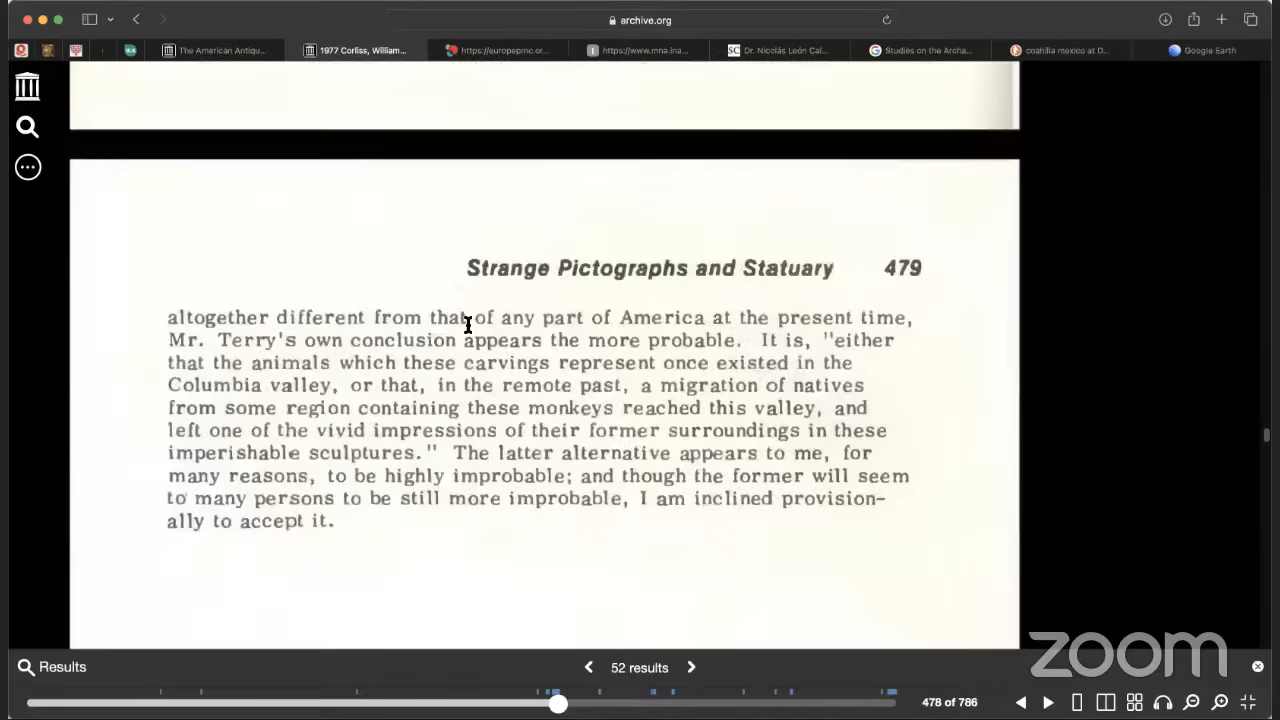 archive.org
The American Antiqu...
1977 Corliss, William...
https://europepmc.or...
https://www.mna.ina...
SC
Dr. Nicolás León Cal...
G
Studies on the Archa...
coahilla mexico at D...
Google Earth
Strange Pictographs and Statuary 479
altogether different from that of any part of America at the present time,
Mr. Terry's own conclusion appears the more probable. It is, "either
that the animals which these carvings represent once existed in the
Columbia valley, or that, in the remote past, a migration of natives
from some region containing these monkeys reached this valley, and
left one of the vivid impressions of their former surroundings in these
imperishable sculptures." The latter alternative appears to me, for
many reasons, to be highly improbable; and though the former will seem
to many persons to be still more improbable, I am inclined provision-
ally to accept it.
zoom
Results
52 results
478 of 786